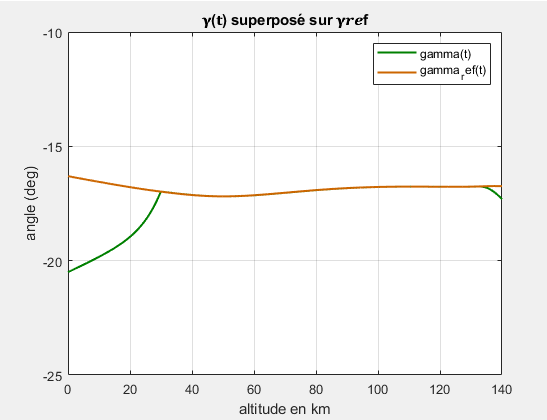 γ(t) superposé sur γref
gamma(t)
gamma_ref(t)
-10
-15
-20
-25
angle (deg)
0 20 40 60 80 100 120 140
altitude en km